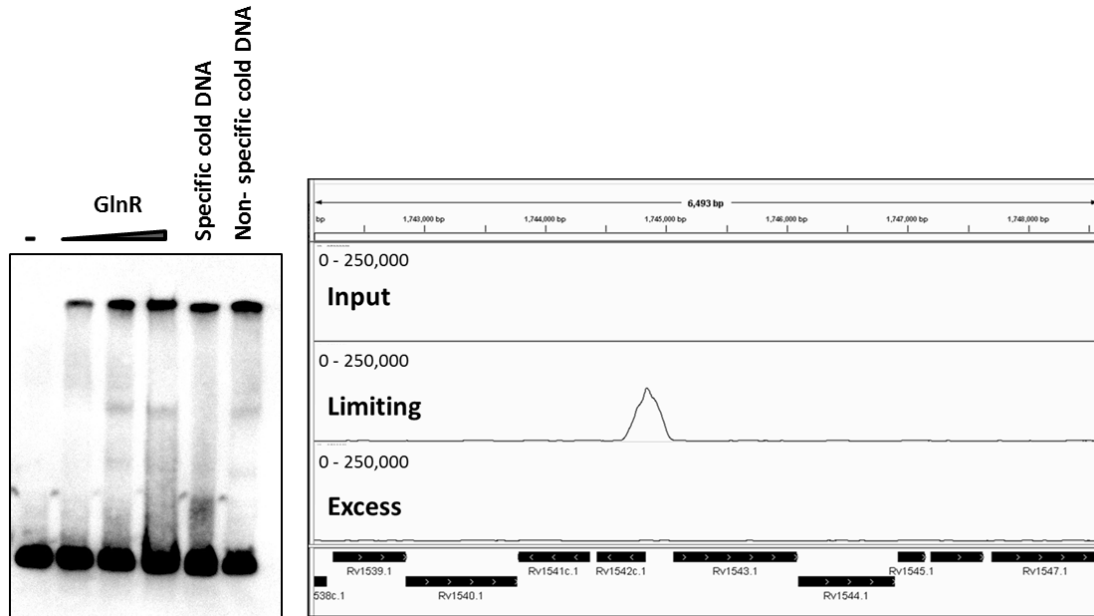 Specific cold DNA
Non- specific cold DNA
GlnR
-
6,493 bp
bp
1,743,000 bp
1,744,000 bp
1,745,000 bp
1,746,000 bp
1,747,000 bp
1,748,000 bp
0 - 250,000
Input
0 - 250,000
Limiting
0 - 250,000
Excess
Rv1539.1
Rv1541c.1
Rv1542c.1
Rv1543.1
Rv1545.1
Rv1547.1
538c.1
Rv1540.1
Rv1544.1